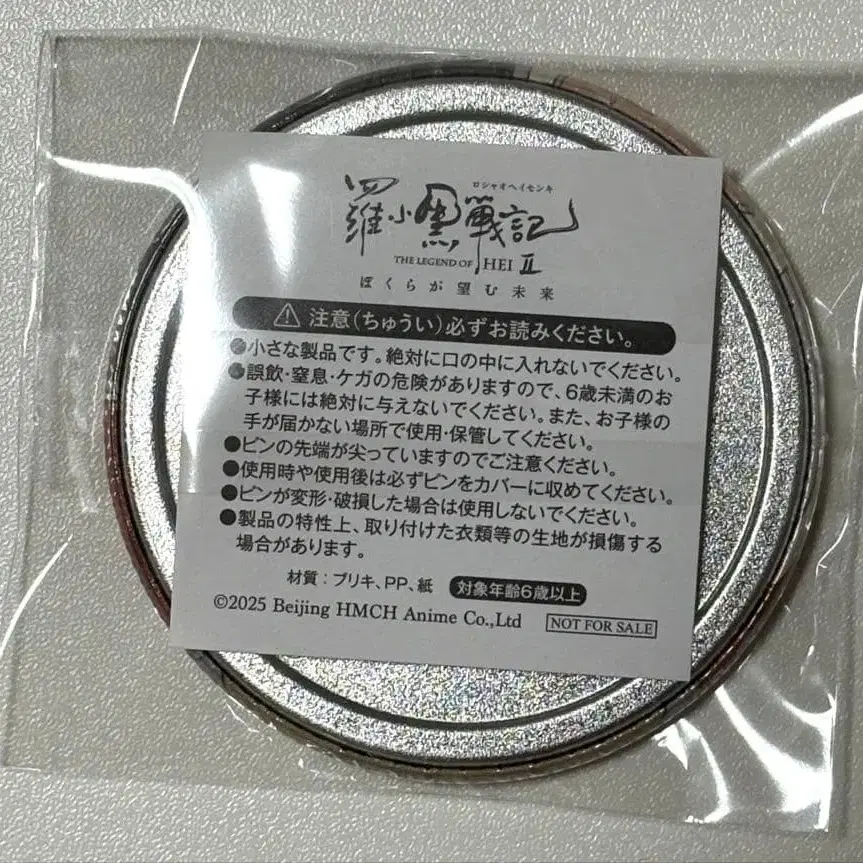 ロシャオヘイセンキ
羅小黒戰記
THE LEGEND OF HEI II
ぼくらが望む未来
注意(ちゅうい)必ずお読みください。
●小さな製品です。絶対に口の中に入れないでください。
●誤飲・窒息・ケガの危険がありますので、6歳未満のお
子様には絶対に与えないでください。また、お子様の
手が届かない場所で使用・保管してください。
●ピンの先端が尖っていますのでご注意ください。
●使用時や使用後は必ずピンをカバーに収めてください。
●ピンが変形・破損した場合は使用しないでください。
●製品の特性上、取り付けた衣類等の生地が損傷する
場合があります。
材質:ブリキ、PP、紙 対象年齢6歳以上
©2025 Beijing HMCH Anime Co.,Ltd NOT FOR SALE